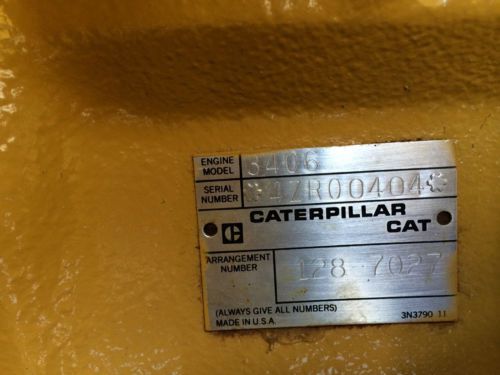 ENGINE MODEL 3406
SERIAL NUMBER *4ZR00404*
CATERPILLAR
C CAT
ARRANGEMENT NUMBER 128 7027
(ALWAYS GIVE ALL NUMBERS)
MADE IN U.S.A. 3N3790 11